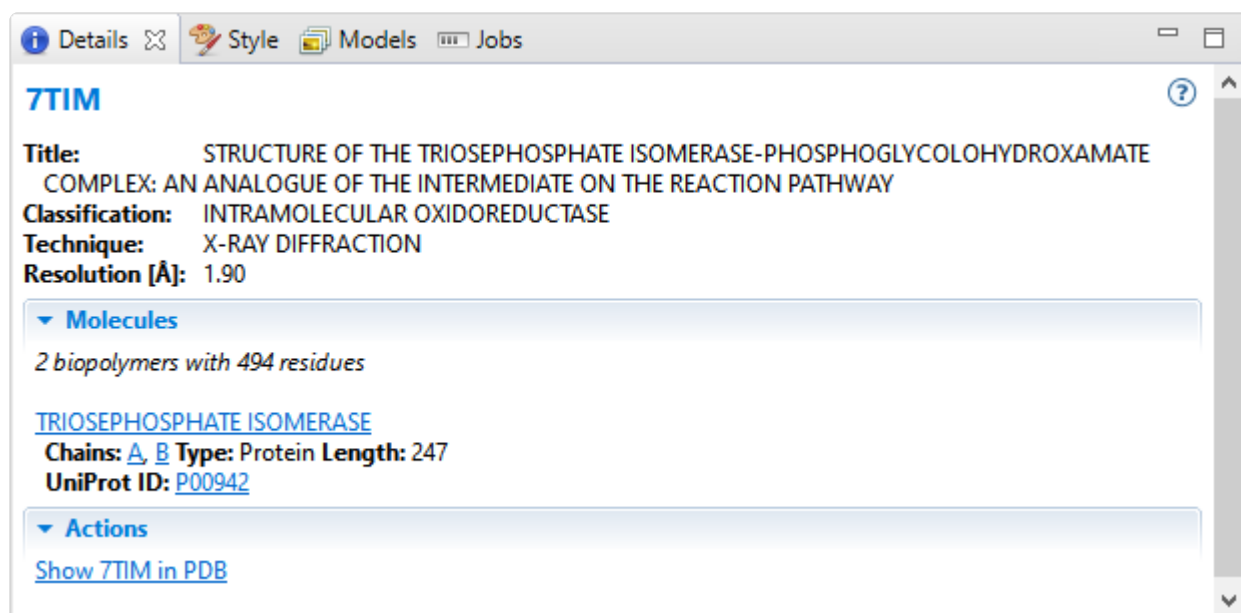 Details Style Models Jobs
7TIM
Title: STRUCTURE OF THE TRIOSEPHOSPHATE ISOMERASE-PHOSPHOGLYCOLOHYDROXAMATE
COMPLEX: AN ANALOGUE OF THE INTERMEDIATE ON THE REACTION PATHWAY
Classification: INTRAMOLECULAR OXIDOREDUCTASE
Technique: X-RAY DIFFRACTION
Resolution [Å]: 1.90
Molecules
2 biopolymers with 494 residues
TRIOSEPHOSPHATE ISOMERASE
Chains: A, B Type: Protein Length: 247
UniProt ID: P00942
Actions
Show 7TIM in PDB